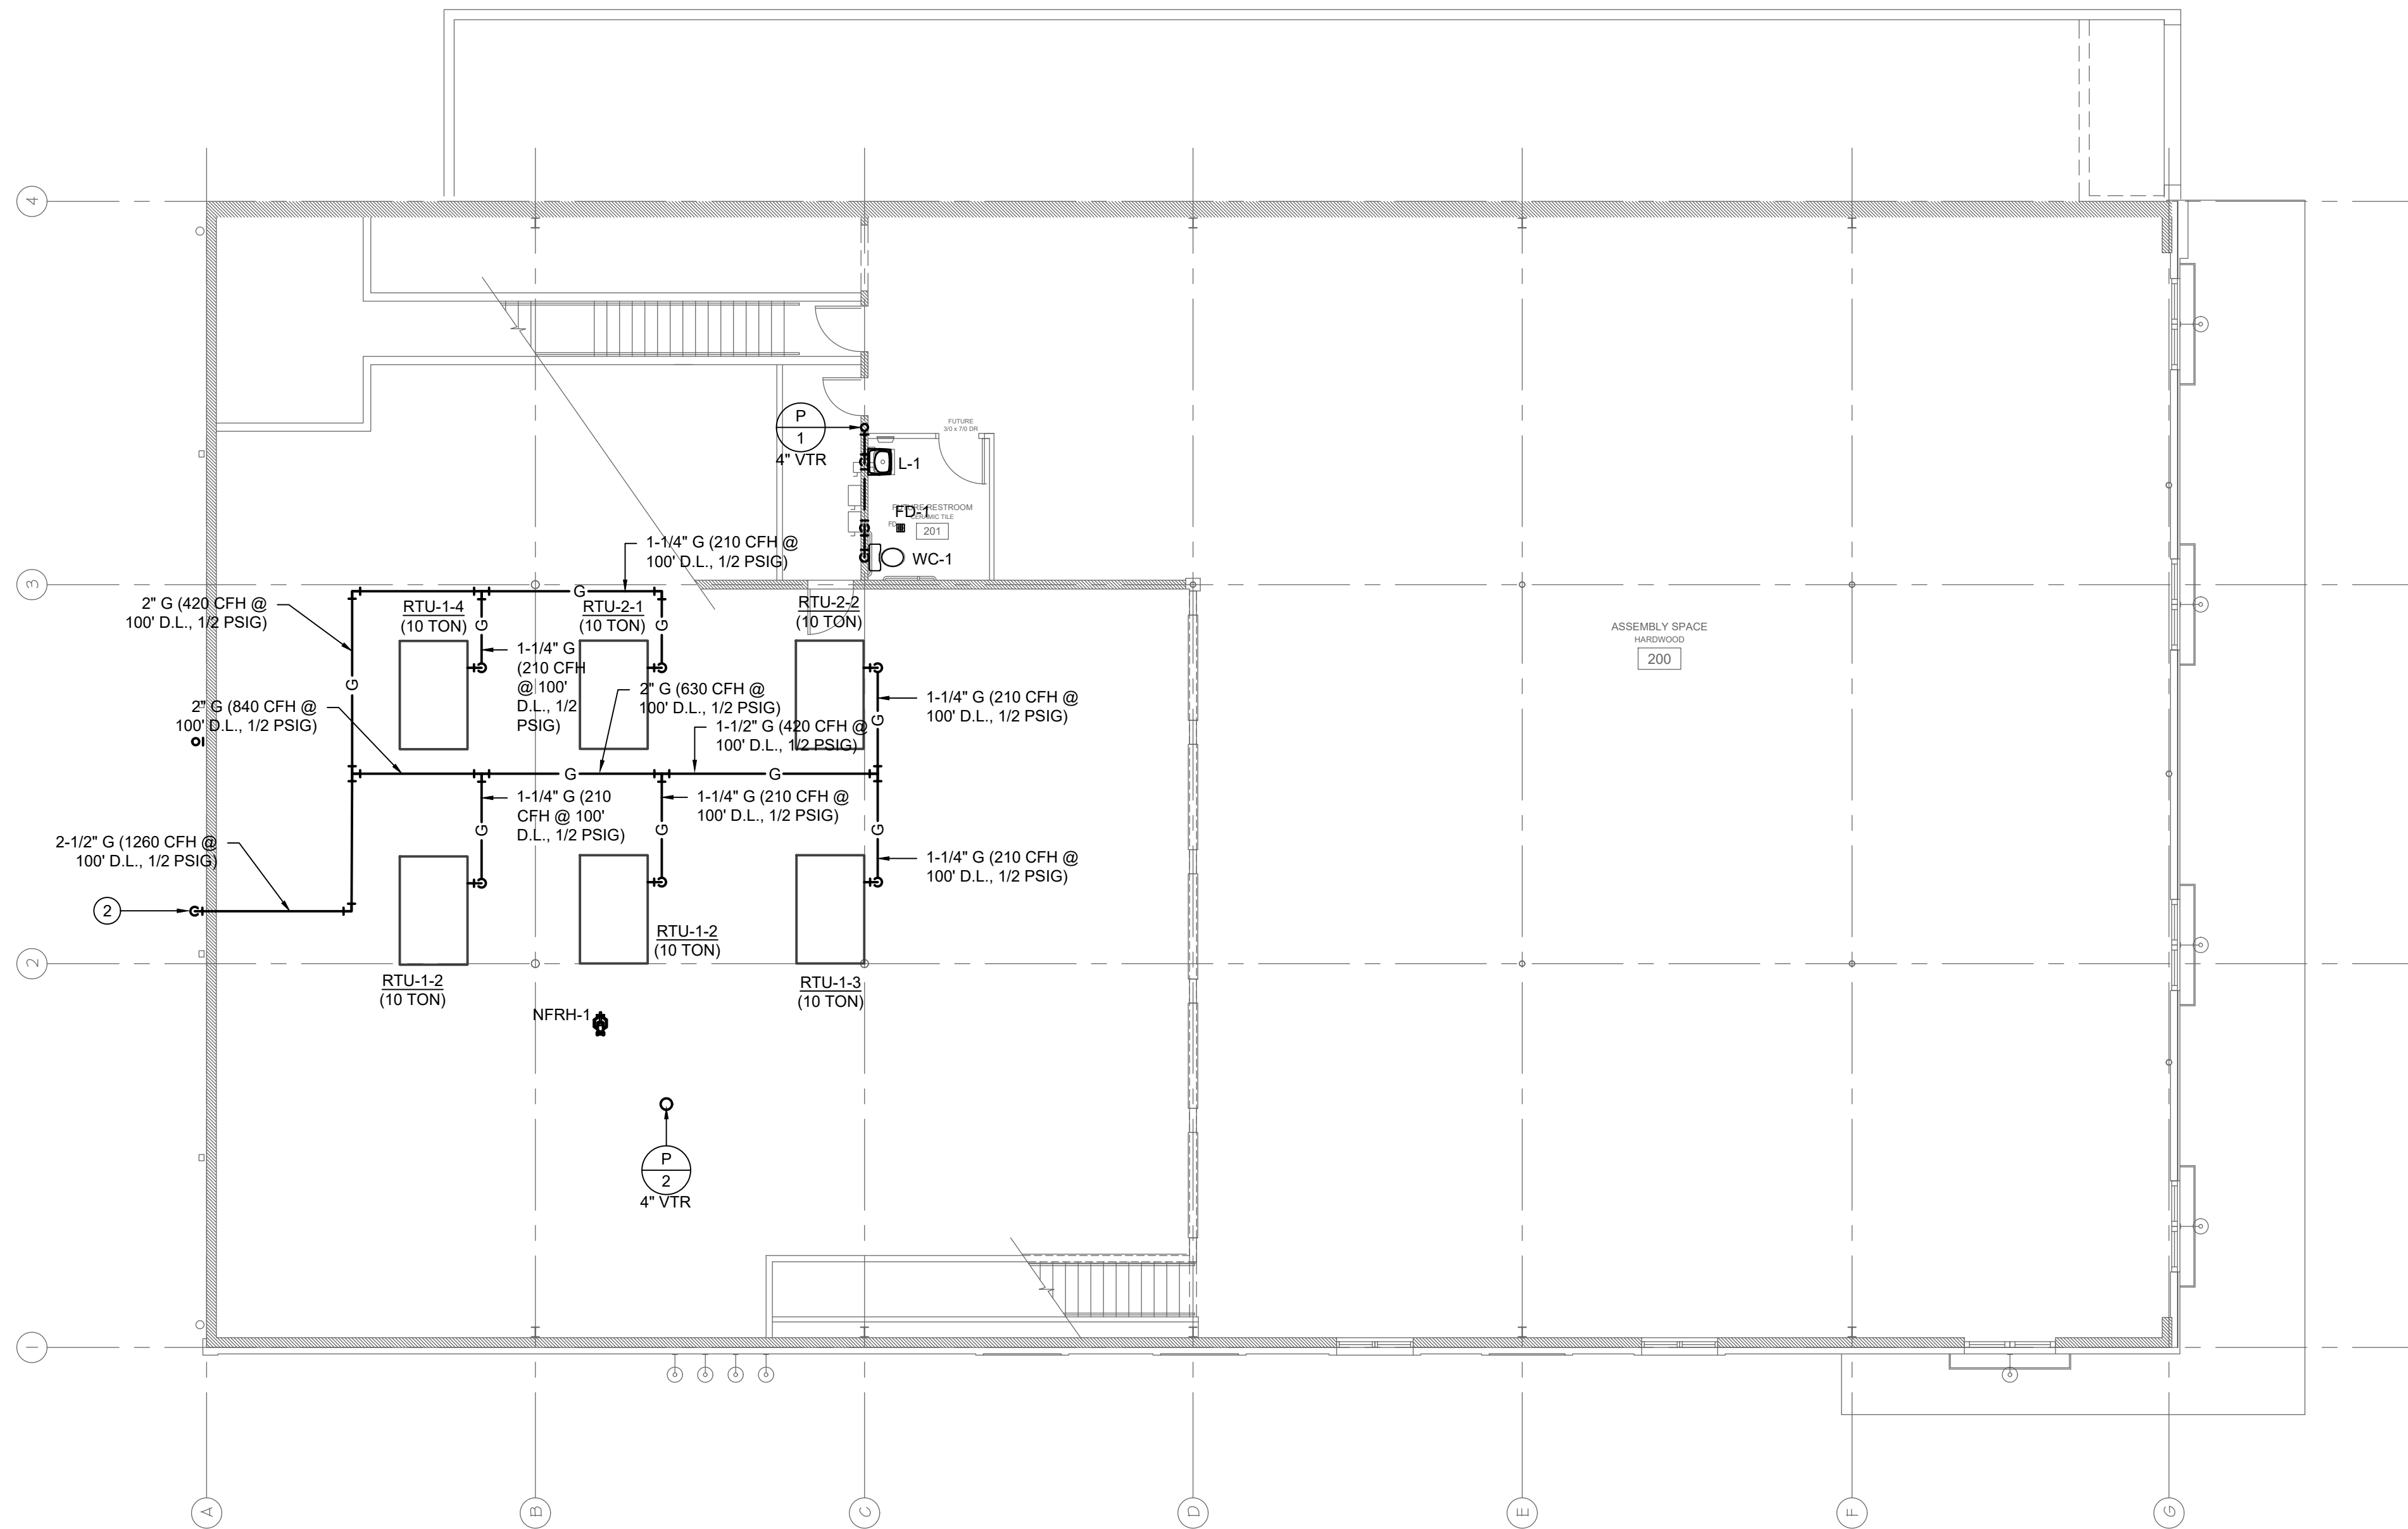 4
P
1
4" VTR
L-1
FUTURE
3/0 x 7/0 DR
FUTURE RESTROOM
CERAMIC TILE
FD-1
FD
201
WC-1
3
1-1/4" G (210 CFH @
100' D.L., 1/2 PSIG)
G
2" G (420 CFH @
100' D.L., 1/2 PSIG)
RTU-1-4
(10 TON)
G
RTU-2-1
(10 TON)
G
RTU-2-2
(10 TON)
ASSEMBLY SPACE
HARDWOOD
200
1-1/4" G
(210 CFH
@ 100'
D.L., 1/2
PSIG)
G
2" G (630 CFH @
100' D.L., 1/2 PSIG)
1-1/4" G (210 CFH @
100' D.L., 1/2 PSIG)
2" G (840 CFH @
100' D.L., 1/2 PSIG)
1-1/2" G (420 CFH @
100' D.L., 1/2 PSIG)
G
G
G
1-1/4" G (210
CFH @ 100'
D.L., 1/2 PSIG)
1-1/4" G (210 CFH @
100' D.L., 1/2 PSIG)
G
G
G
2-1/2" G (1260 CFH @
100' D.L., 1/2 PSIG)
1-1/4" G (210 CFH @
100' D.L., 1/2 PSIG)
2
RTU-1-2
(10 TON)
2
RTU-1-2
(10 TON)
RTU-1-3
(10 TON)
NFRH-1
P
2
4" VTR
1
A
B
C
D
E
F
G